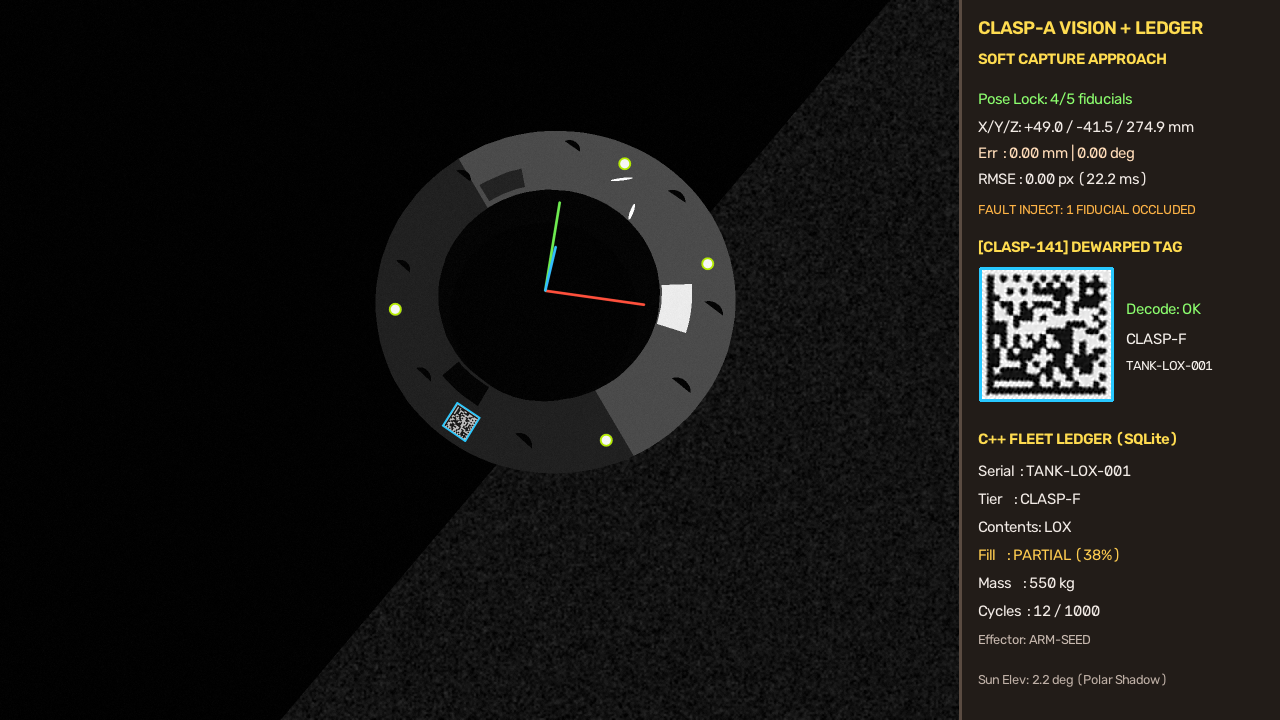 CLASP-A VISION + LEDGER
SOFT CAPTURE APPROACH
Pose Lock: 4/5 fiducials
X/Y/Z: +49.0 / -41.5 / 274.9 mm
Err : 0.00 mm | 0.00 deg
RMSE : 0.00 px (22.2 ms)
FAULT INJECT: 1 FIDUCIAL OCCLUDED
[CLASP-141] DEWARPED TAG
Decode: OK
CLASP-F
TANK-LOX-001
C++ FLEET LEDGER (SQLite)
Serial : TANK-LOX-001
Tier : CLASP-F
Contents: LOX
Fill : PARTIAL (38%)
Mass : 550 kg
Cycles : 12 / 1000
Effector: ARM-SEED
Sun Elev: 2.2 deg (Polar Shadow)